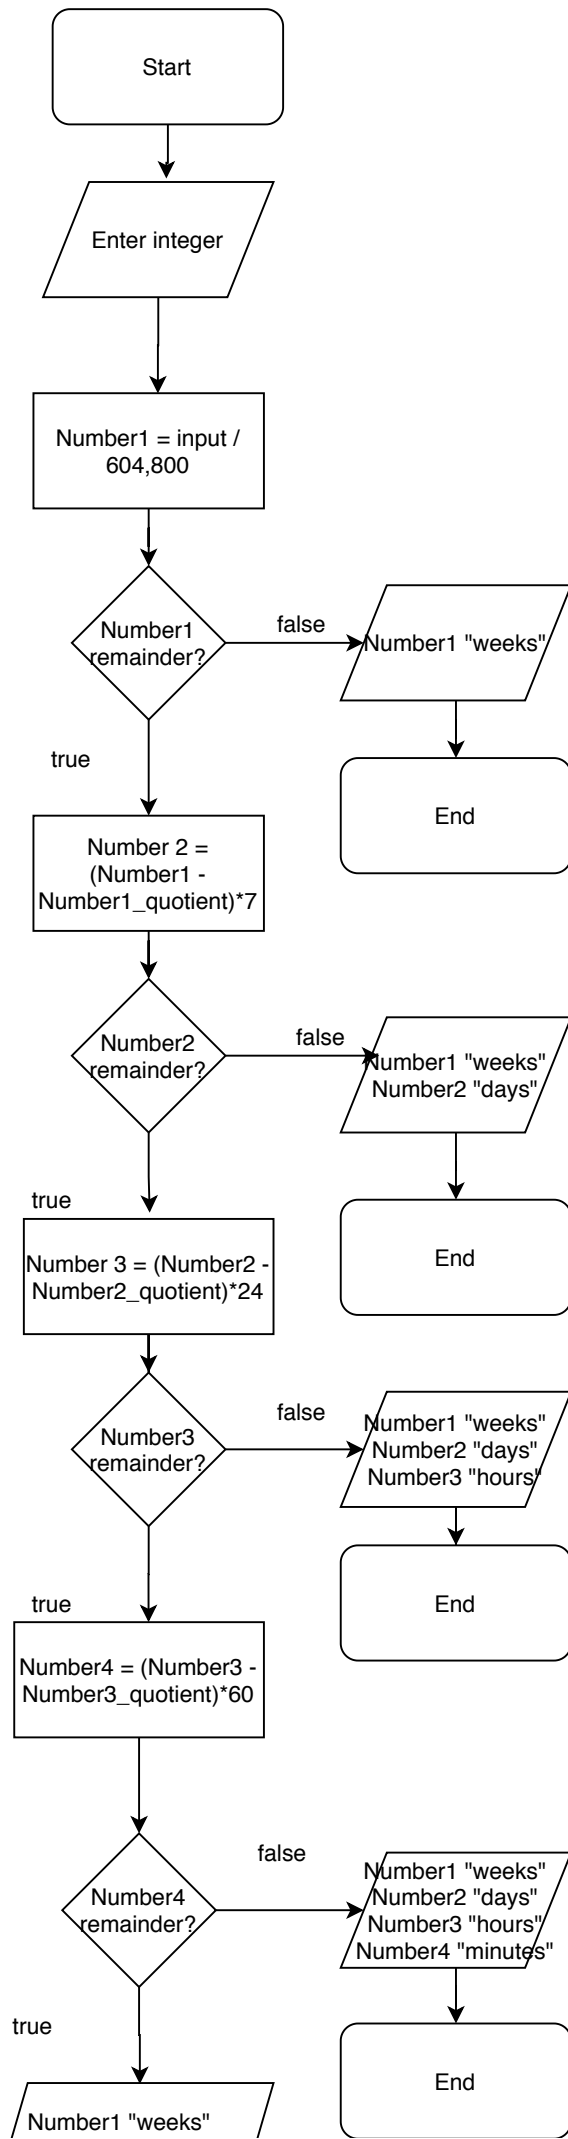 Start
Enter integer
Number1 = input /
604,800
Number1
remainder?
false
Number1 "weeks"
End
true
Number 2 =
(Number1 -
Number1_quotient)*7
Number2
remainder?
false
Number1 "weeks"
Number2 "days"
End
true
Number 3 = (Number2 -
Number2_quotient)*24
Number3
remainder?
false
Number1 "weeks"
Number2 "days"
Number3 "hours"
End
true
Number4 = (Number3 -
Number3_quotient)*60
Number4
remainder?
false
Number1 "weeks"
Number2 "days"
Number3 "hours"
Number4 "minutes"
End
true
Number1 "weeks"